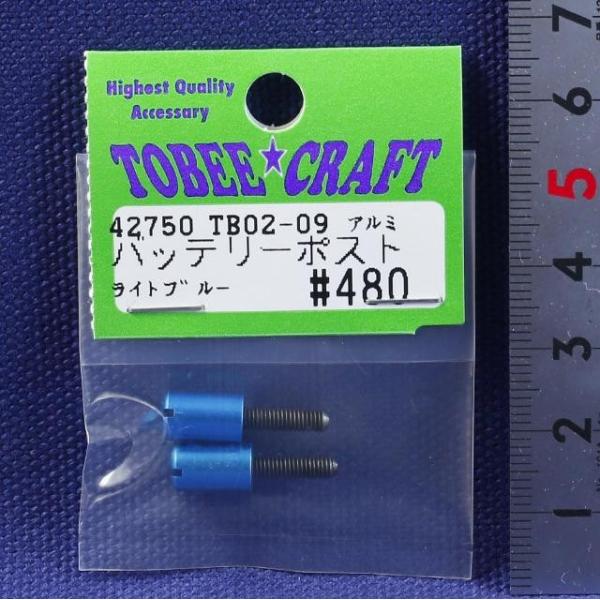 Highest Quality
Accessary
TOBEE★CRAFT
42750 TB02-09 アルミ
バッテリーポスト
ライトブルー
#480
7
6
5
4
3
2
1